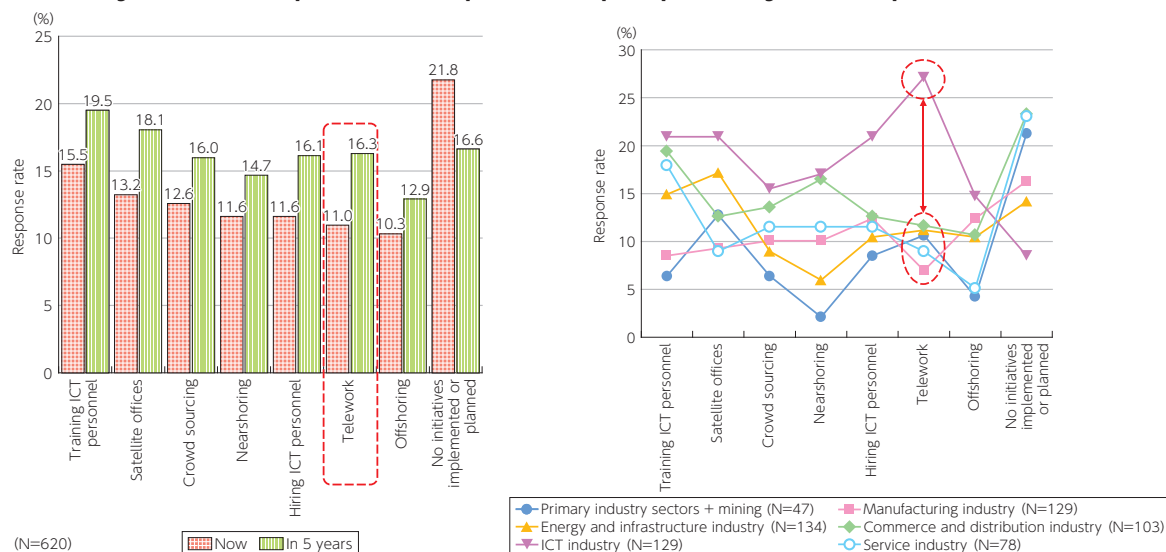 (%)
25
20
15
10
5
0
Response rate
15.5
19.5
13.2
18.1
12.6
16.0
11.6
14.7
11.6
16.1
11.0
16.3
10.3
12.9
21.8
16.6
Training ICT
personnel
Satellite offices
Crowd sourcing
Nearshoring
Hiring ICT personnel
Telework
Offshoring
No initiatives
implemented or
planned
(N=620)
Now
In 5 years
(%)
30
25
20
15
10
5
0
Response rate
Training ICT personnel
Satellite offices
Crowd sourcing
Nearshoring
Hiring ICT personnel
Telework
Offshoring
No initiatives
implemented
or planned
Primary industry sectors + mining (N=47)
Manufacturing industry (N=129)
Energy and infrastructure industry (N=134)
Commerce and distribution industry (N=103)
ICT industry (N=129)
Service industry (N=78)